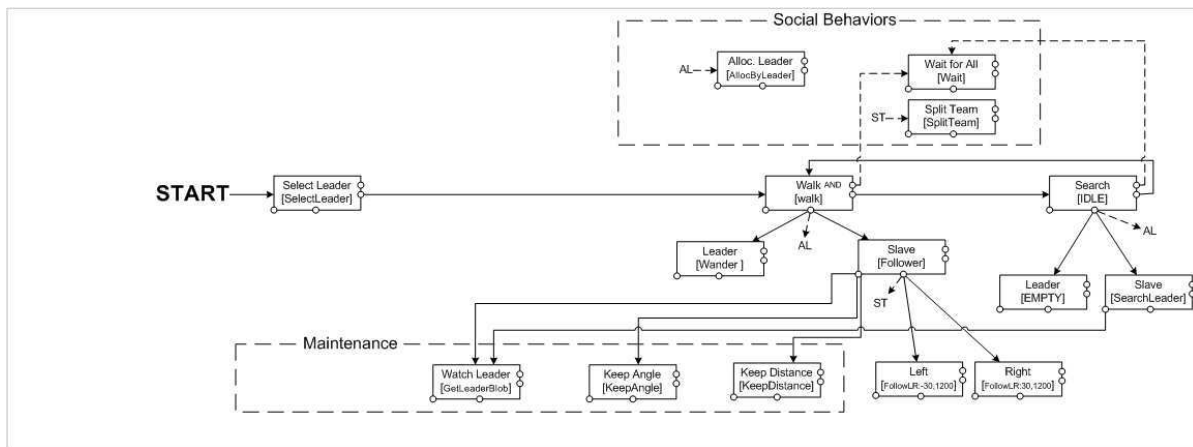 Social Behaviors
AL
Alloc. Leader
[AllocByLeader]
Wait for All
[Wait]
ST
Split Team
[SplitTeam]
START
Select Leader
[SelectLeader]
Walk AND
[walk]
Search
[IDLE]
AL
AL
Leader
[Wander ]
Slave
[Follower]
ST
Leader
[EMPTY]
Slave
[SearchLeader]
Maintenance
Watch Leader
[GetLeaderBlob]
Keep Angle
[KeepAngle]
Keep Distance
[KeepDistance]
Left
[FollowLR:-30,1200]
Right
[FollowLR:30,1200]